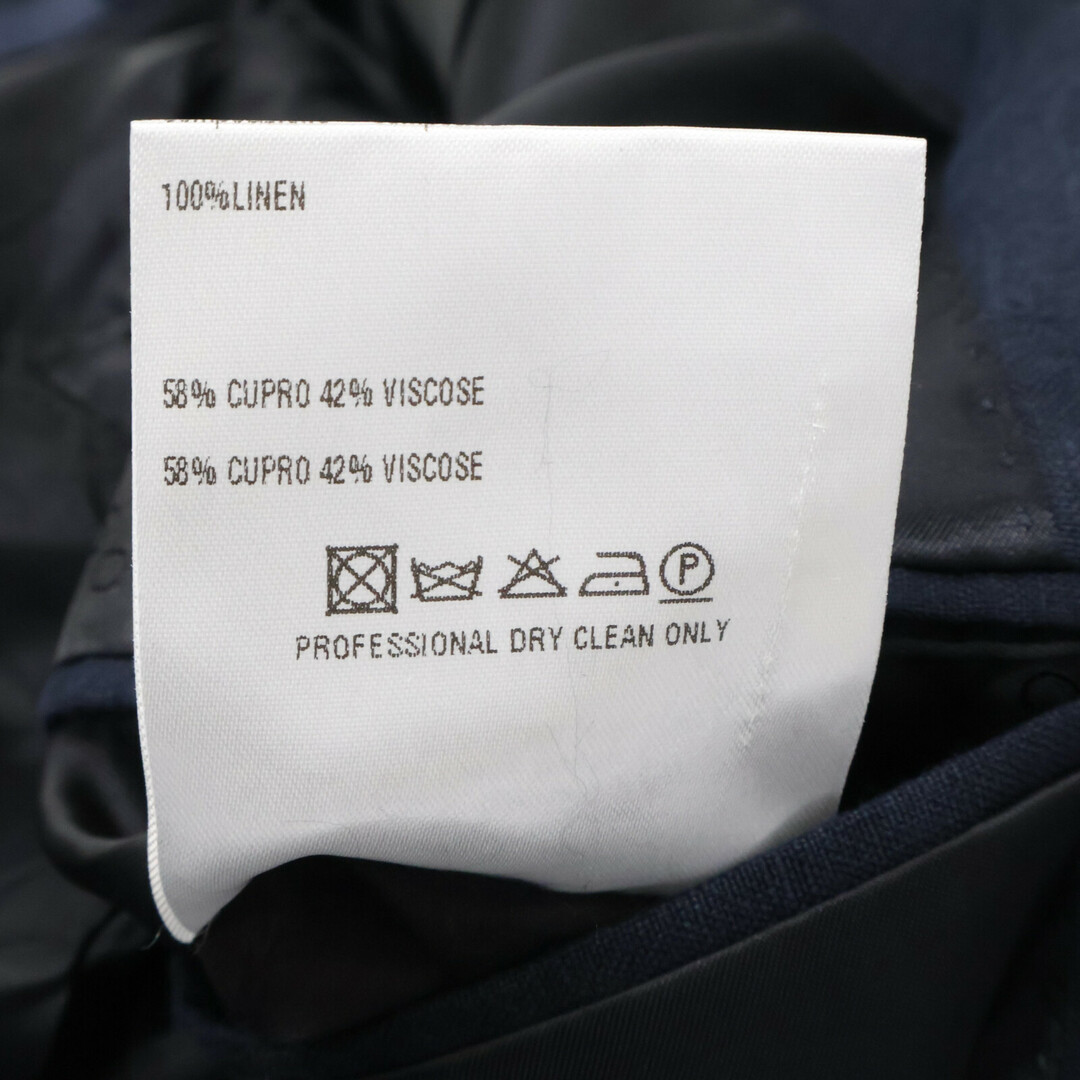 100%LINEN
58% CUPRO 42% VISCOSE
58% CUPRO 42% VISCOSE
P
PROFESSIONAL DRY CLEAN ONLY